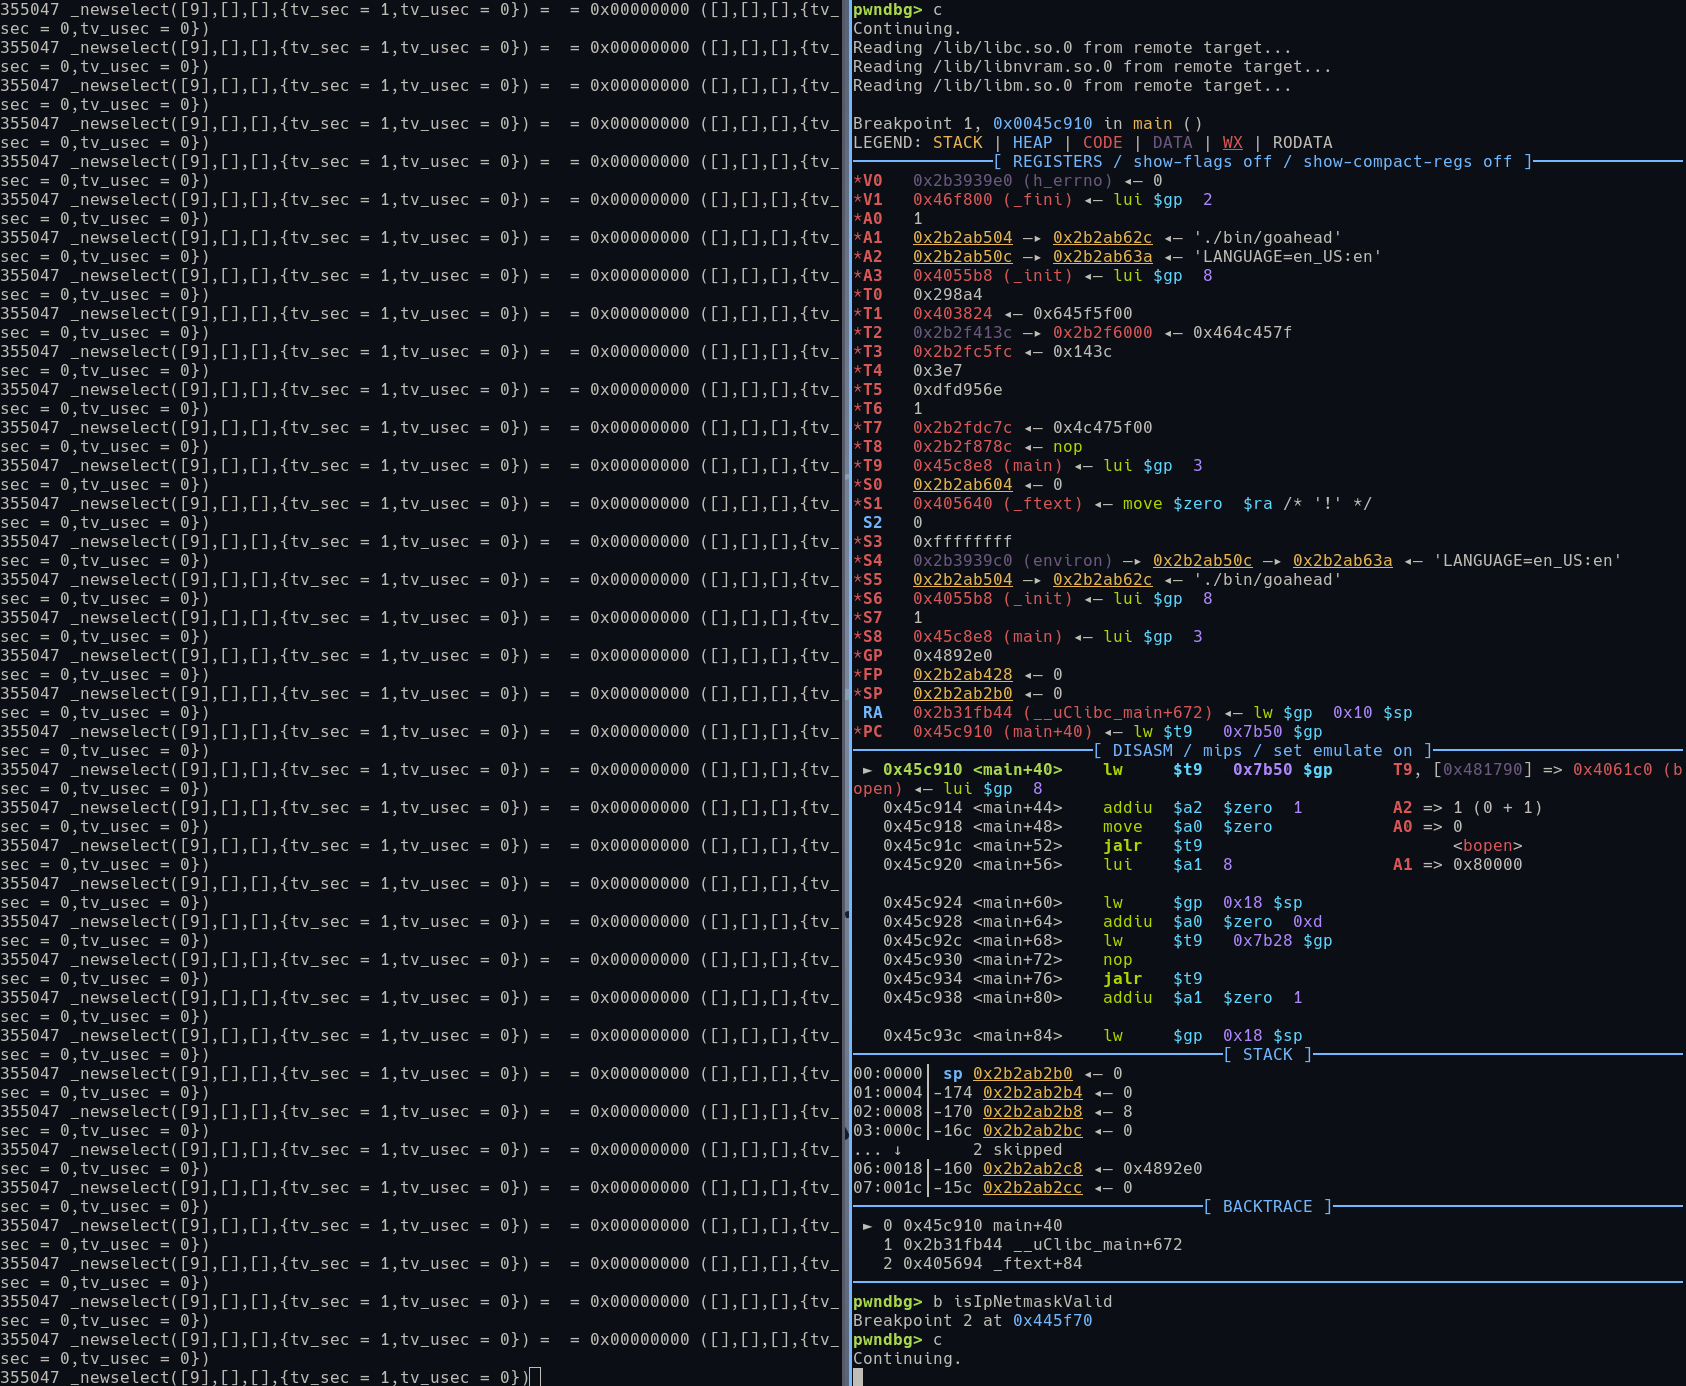 355047 _newselect([9],[],[],{tv_sec = 1,tv_usec = 0}) =  = 0x00000000 ([],[],[],{tv_
sec = 0,tv_usec = 0})
355047 _newselect([9],[],[],{tv_sec = 1,tv_usec = 0}) =  = 0x00000000 ([],[],[],{tv_
sec = 0,tv_usec = 0})
355047 _newselect([9],[],[],{tv_sec = 1,tv_usec = 0}) =  = 0x00000000 ([],[],[],{tv_
sec = 0,tv_usec = 0})
355047 _newselect([9],[],[],{tv_sec = 1,tv_usec = 0}) =  = 0x00000000 ([],[],[],{tv_
sec = 0,tv_usec = 0})
355047 _newselect([9],[],[],{tv_sec = 1,tv_usec = 0}) =  = 0x00000000 ([],[],[],{tv_
sec = 0,tv_usec = 0})
355047 _newselect([9],[],[],{tv_sec = 1,tv_usec = 0}) =  = 0x00000000 ([],[],[],{tv_
sec = 0,tv_usec = 0})
355047 _newselect([9],[],[],{tv_sec = 1,tv_usec = 0}) =  = 0x00000000 ([],[],[],{tv_
sec = 0,tv_usec = 0})
355047 _newselect([9],[],[],{tv_sec = 1,tv_usec = 0}) =  = 0x00000000 ([],[],[],{tv_
sec = 0,tv_usec = 0})
355047 _newselect([9],[],[],{tv_sec = 1,tv_usec = 0}) =  = 0x00000000 ([],[],[],{tv_
sec = 0,tv_usec = 0})
355047 _newselect([9],[],[],{tv_sec = 1,tv_usec = 0}) =  = 0x00000000 ([],[],[],{tv_
sec = 0,tv_usec = 0})
355047 _newselect([9],[],[],{tv_sec = 1,tv_usec = 0}) =  = 0x00000000 ([],[],[],{tv_
sec = 0,tv_usec = 0})
355047 _newselect([9],[],[],{tv_sec = 1,tv_usec = 0}) =  = 0x00000000 ([],[],[],{tv_
sec = 0,tv_usec = 0})
355047 _newselect([9],[],[],{tv_sec = 1,tv_usec = 0}) =  = 0x00000000 ([],[],[],{tv_
sec = 0,tv_usec = 0})
355047 _newselect([9],[],[],{tv_sec = 1,tv_usec = 0}) =  = 0x00000000 ([],[],[],{tv_
sec = 0,tv_usec = 0})
355047 _newselect([9],[],[],{tv_sec = 1,tv_usec = 0}) =  = 0x00000000 ([],[],[],{tv_
sec = 0,tv_usec = 0})
355047 _newselect([9],[],[],{tv_sec = 1,tv_usec = 0}) =  = 0x00000000 ([],[],[],{tv_
sec = 0,tv_usec = 0})
355047 _newselect([9],[],[],{tv_sec = 1,tv_usec = 0}) =  = 0x00000000 ([],[],[],{tv_
sec = 0,tv_usec = 0})
355047 _newselect([9],[],[],{tv_sec = 1,tv_usec = 0}) =  = 0x00000000 ([],[],[],{tv_
sec = 0,tv_usec = 0})
355047 _newselect([9],[],[],{tv_sec = 1,tv_usec = 0}) =  = 0x00000000 ([],[],[],{tv_
sec = 0,tv_usec = 0})
355047 _newselect([9],[],[],{tv_sec = 1,tv_usec = 0}) =  = 0x00000000 ([],[],[],{tv_
sec = 0,tv_usec = 0})
355047 _newselect([9],[],[],{tv_sec = 1,tv_usec = 0}) =  = 0x00000000 ([],[],[],{tv_
sec = 0,tv_usec = 0})
355047 _newselect([9],[],[],{tv_sec = 1,tv_usec = 0}) =  = 0x00000000 ([],[],[],{tv_
sec = 0,tv_usec = 0})
355047 _newselect([9],[],[],{tv_sec = 1,tv_usec = 0}) =  = 0x00000000 ([],[],[],{tv_
sec = 0,tv_usec = 0})
355047 _newselect([9],[],[],{tv_sec = 1,tv_usec = 0}) =  = 0x00000000 ([],[],[],{tv_
sec = 0,tv_usec = 0})
355047 _newselect([9],[],[],{tv_sec = 1,tv_usec = 0}) =  = 0x00000000 ([],[],[],{tv_
sec = 0,tv_usec = 0})
355047 _newselect([9],[],[],{tv_sec = 1,tv_usec = 0}) =  = 0x00000000 ([],[],[],{tv_
sec = 0,tv_usec = 0})
355047 _newselect([9],[],[],{tv_sec = 1,tv_usec = 0}) =  = 0x00000000 ([],[],[],{tv_
sec = 0,tv_usec = 0})
355047 _newselect([9],[],[],{tv_sec = 1,tv_usec = 0}) =  = 0x00000000 ([],[],[],{tv_
sec = 0,tv_usec = 0})
355047 _newselect([9],[],[],{tv_sec = 1,tv_usec = 0}) =  = 0x00000000 ([],[],[],{tv_
sec = 0,tv_usec = 0})
355047 _newselect([9],[],[],{tv_sec = 1,tv_usec = 0}) =  = 0x00000000 ([],[],[],{tv_
sec = 0,tv_usec = 0})
355047 _newselect([9],[],[],{tv_sec = 1,tv_usec = 0}) =  = 0x00000000 ([],[],[],{tv_
sec = 0,tv_usec = 0})
355047 _newselect([9],[],[],{tv_sec = 1,tv_usec = 0}) =  = 0x00000000 ([],[],[],{tv_
sec = 0,tv_usec = 0})
355047 _newselect([9],[],[],{tv_sec = 1,tv_usec = 0}) =  = 0x00000000 ([],[],[],{tv_
sec = 0,tv_usec = 0})
355047 _newselect([9],[],[],{tv_sec = 1,tv_usec = 0}) =  = 0x00000000 ([],[],[],{tv_
sec = 0,tv_usec = 0})
355047 _newselect([9],[],[],{tv_sec = 1,tv_usec = 0}) =  = 0x00000000 ([],[],[],{tv_
sec = 0,tv_usec = 0})
355047 _newselect([9],[],[],{tv_sec = 1,tv_usec = 0}) =  = 0x00000000 ([],[],[],{tv_
sec = 0,tv_usec = 0})
355047 _newselect([9],[],[],{tv_sec = 1,tv_usec = 0})
pwndbg> c
Continuing.
Reading /lib/libc.so.0 from remote target...
Reading /lib/libnvram.so.0 from remote target...
Reading /lib/libm.so.0 from remote target...
Breakpoint 1, 0x0045c910 in main ()
LEGEND: STACK | HEAP | CODE | DATA | WX | RODATA
[ REGISTERS / show-flags off / show-compact-regs off ]
*V0   0x2b3939e0 (h_errno) ◂— 0
*V1   0x46f800 (_fini) ◂— lui $gp  2
*A0   1
*A1   0x2b2ab504 —▸ 0x2b2ab62c ◂— './bin/goahead'
*A2   0x2b2ab50c —▸ 0x2b2ab63a ◂— 'LANGUAGE=en_US:en'
*A3   0x4055b8 (_init) ◂— lui $gp  8
*T0   0x298a4
*T1   0x403824 ◂— 0x645f5f00
*T2   0x2b2f413c —▸ 0x2b2f6000 ◂— 0x464c457f
*T3   0x2b2fc5fc ◂— 0x143c
*T4   0x3e7
*T5   0xdfd956e
*T6   1
*T7   0x2b2fdc7c ◂— 0x4c475f00
*T8   0x2b2f878c ◂— nop
*T9   0x45c8e8 (main) ◂— lui $gp  3
*S0   0x2b2ab604 ◂— 0
*S1   0x405640 (_ftext) ◂— move $zero  $ra /* '!' */
 S2   0
*S3   0xffffffff
*S4   0x2b3939c0 (environ) —▸ 0x2b2ab50c —▸ 0x2b2ab63a ◂— 'LANGUAGE=en_US:en'
*S5   0x2b2ab504 —▸ 0x2b2ab62c ◂— './bin/goahead'
*S6   0x4055b8 (_init) ◂— lui $gp  8
*S7   1
*S8   0x45c8e8 (main) ◂— lui $gp  3
*GP   0x4892e0
*FP   0x2b2ab428 ◂— 0
*SP   0x2b2ab2b0 ◂— 0
 RA   0x2b31fb44 (__uClibc_main+672) ◂— lw $gp  0x10 $sp
*PC   0x45c910 (main+40) ◂— lw $t9   0x7b50 $gp
[ DISASM / mips / set emulate on ]
 ► 0x45c910 <main+40>    lw     $t9   0x7b50 $gp       T9, [0x481790] => 0x4061c0 (b
open) ◂— lui $gp  8
   0x45c914 <main+44>    addiu  $a2  $zero  1         A2 => 1 (0 + 1)
   0x45c918 <main+48>    move   $a0  $zero            A0 => 0
   0x45c91c <main+52>    jalr   $t9                         <bopen>
   0x45c920 <main+56>    lui    $a1  8                A1 => 0x80000
   0x45c924 <main+60>    lw     $gp  0x18 $sp
   0x45c928 <main+64>    addiu  $a0  $zero  0xd
   0x45c92c <main+68>    lw     $t9   0x7b28 $gp
   0x45c930 <main+72>    nop
   0x45c934 <main+76>    jalr   $t9
   0x45c938 <main+80>    addiu  $a1  $zero  1
   0x45c93c <main+84>    lw     $gp  0x18 $sp
[ STACK ]
00:0000│ sp 0x2b2ab2b0 ◂— 0
01:0004│-174 0x2b2ab2b4 ◂— 0
02:0008│-170 0x2b2ab2b8 ◂— 8
03:000c│-16c 0x2b2ab2bc ◂— 0
... ↓       2 skipped
06:0018│-160 0x2b2ab2c8 ◂— 0x4892e0
07:001c│-15c 0x2b2ab2cc ◂— 0
[ BACKTRACE ]
 ► 0 0x45c910 main+40
   1 0x2b31fb44 __uClibc_main+672
   2 0x405694 _ftext+84
pwndbg> b isIpNetmaskValid
Breakpoint 2 at 0x445f70
pwndbg> c
Continuing.